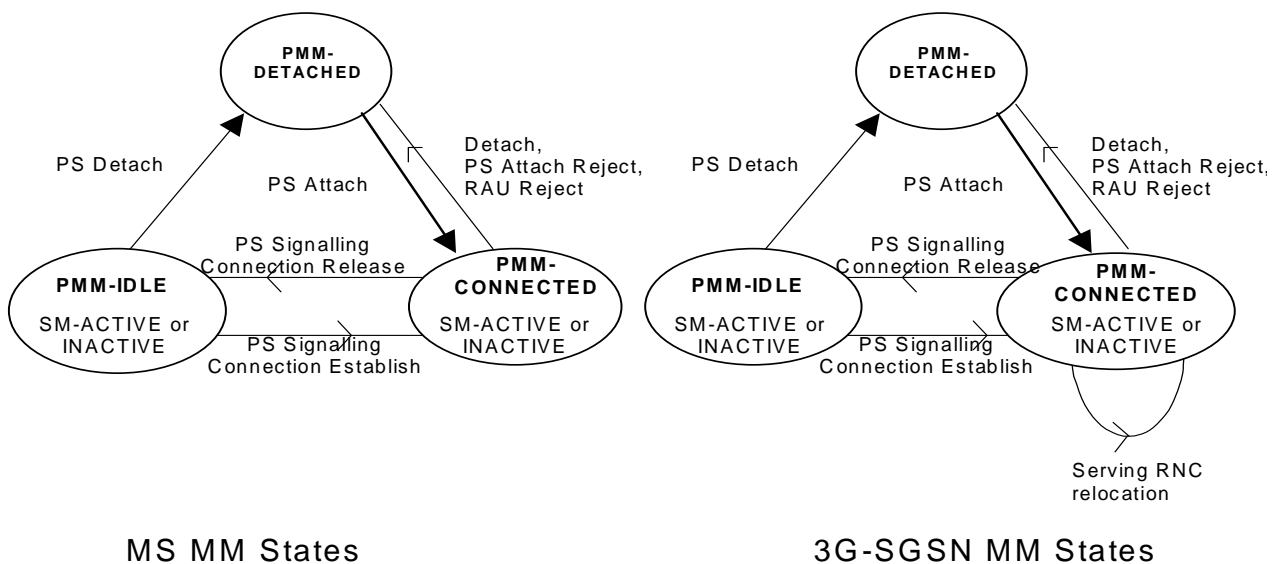 PMM-
DETACHED
PS Detach
PS Attach
Detach,
PS Attach Reject,
RAU Reject
PS Signalling
Connection Release
PMM-IDLE
SM-ACTIVE or
INACTIVE
PMM-
CONNECTED
SM-ACTIVE or
INACTIVE
PS Signalling
Connection Establish
MS MM States
PMM-
DETACHED
PS Detach
PS Attach
Detach,
PS Attach Reject,
RAU Reject
PS Signalling
Connection Release
PMM-IDLE
SM-ACTIVE or
INACTIVE
PMM-
CONNECTED
SM-ACTIVE or
INACTIVE
PS Signalling
Connection Establish
Serving RNC
relocation
3G-SGSN MM States